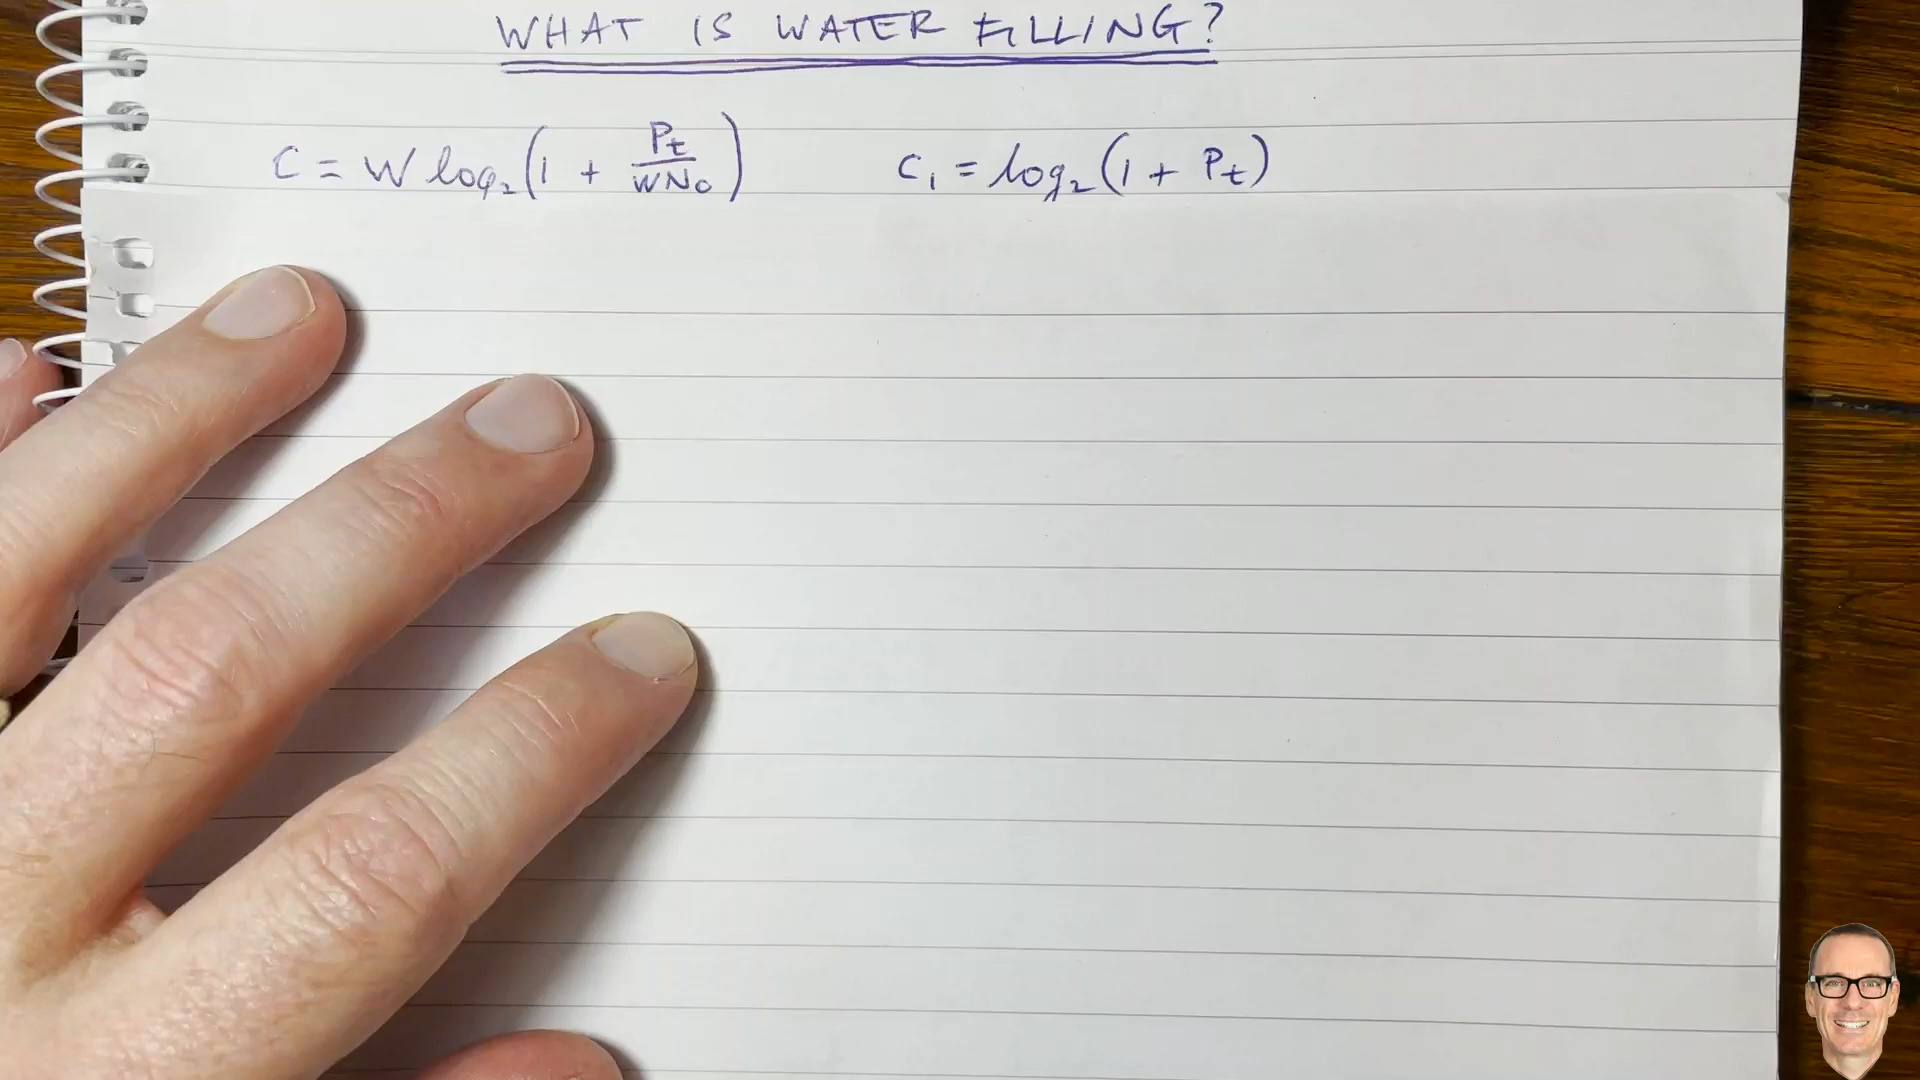 WHAT IS WATER FILLING?
C = W log₂(1 + Pt/WN₀) C₁ = log₂(1 + Pt)